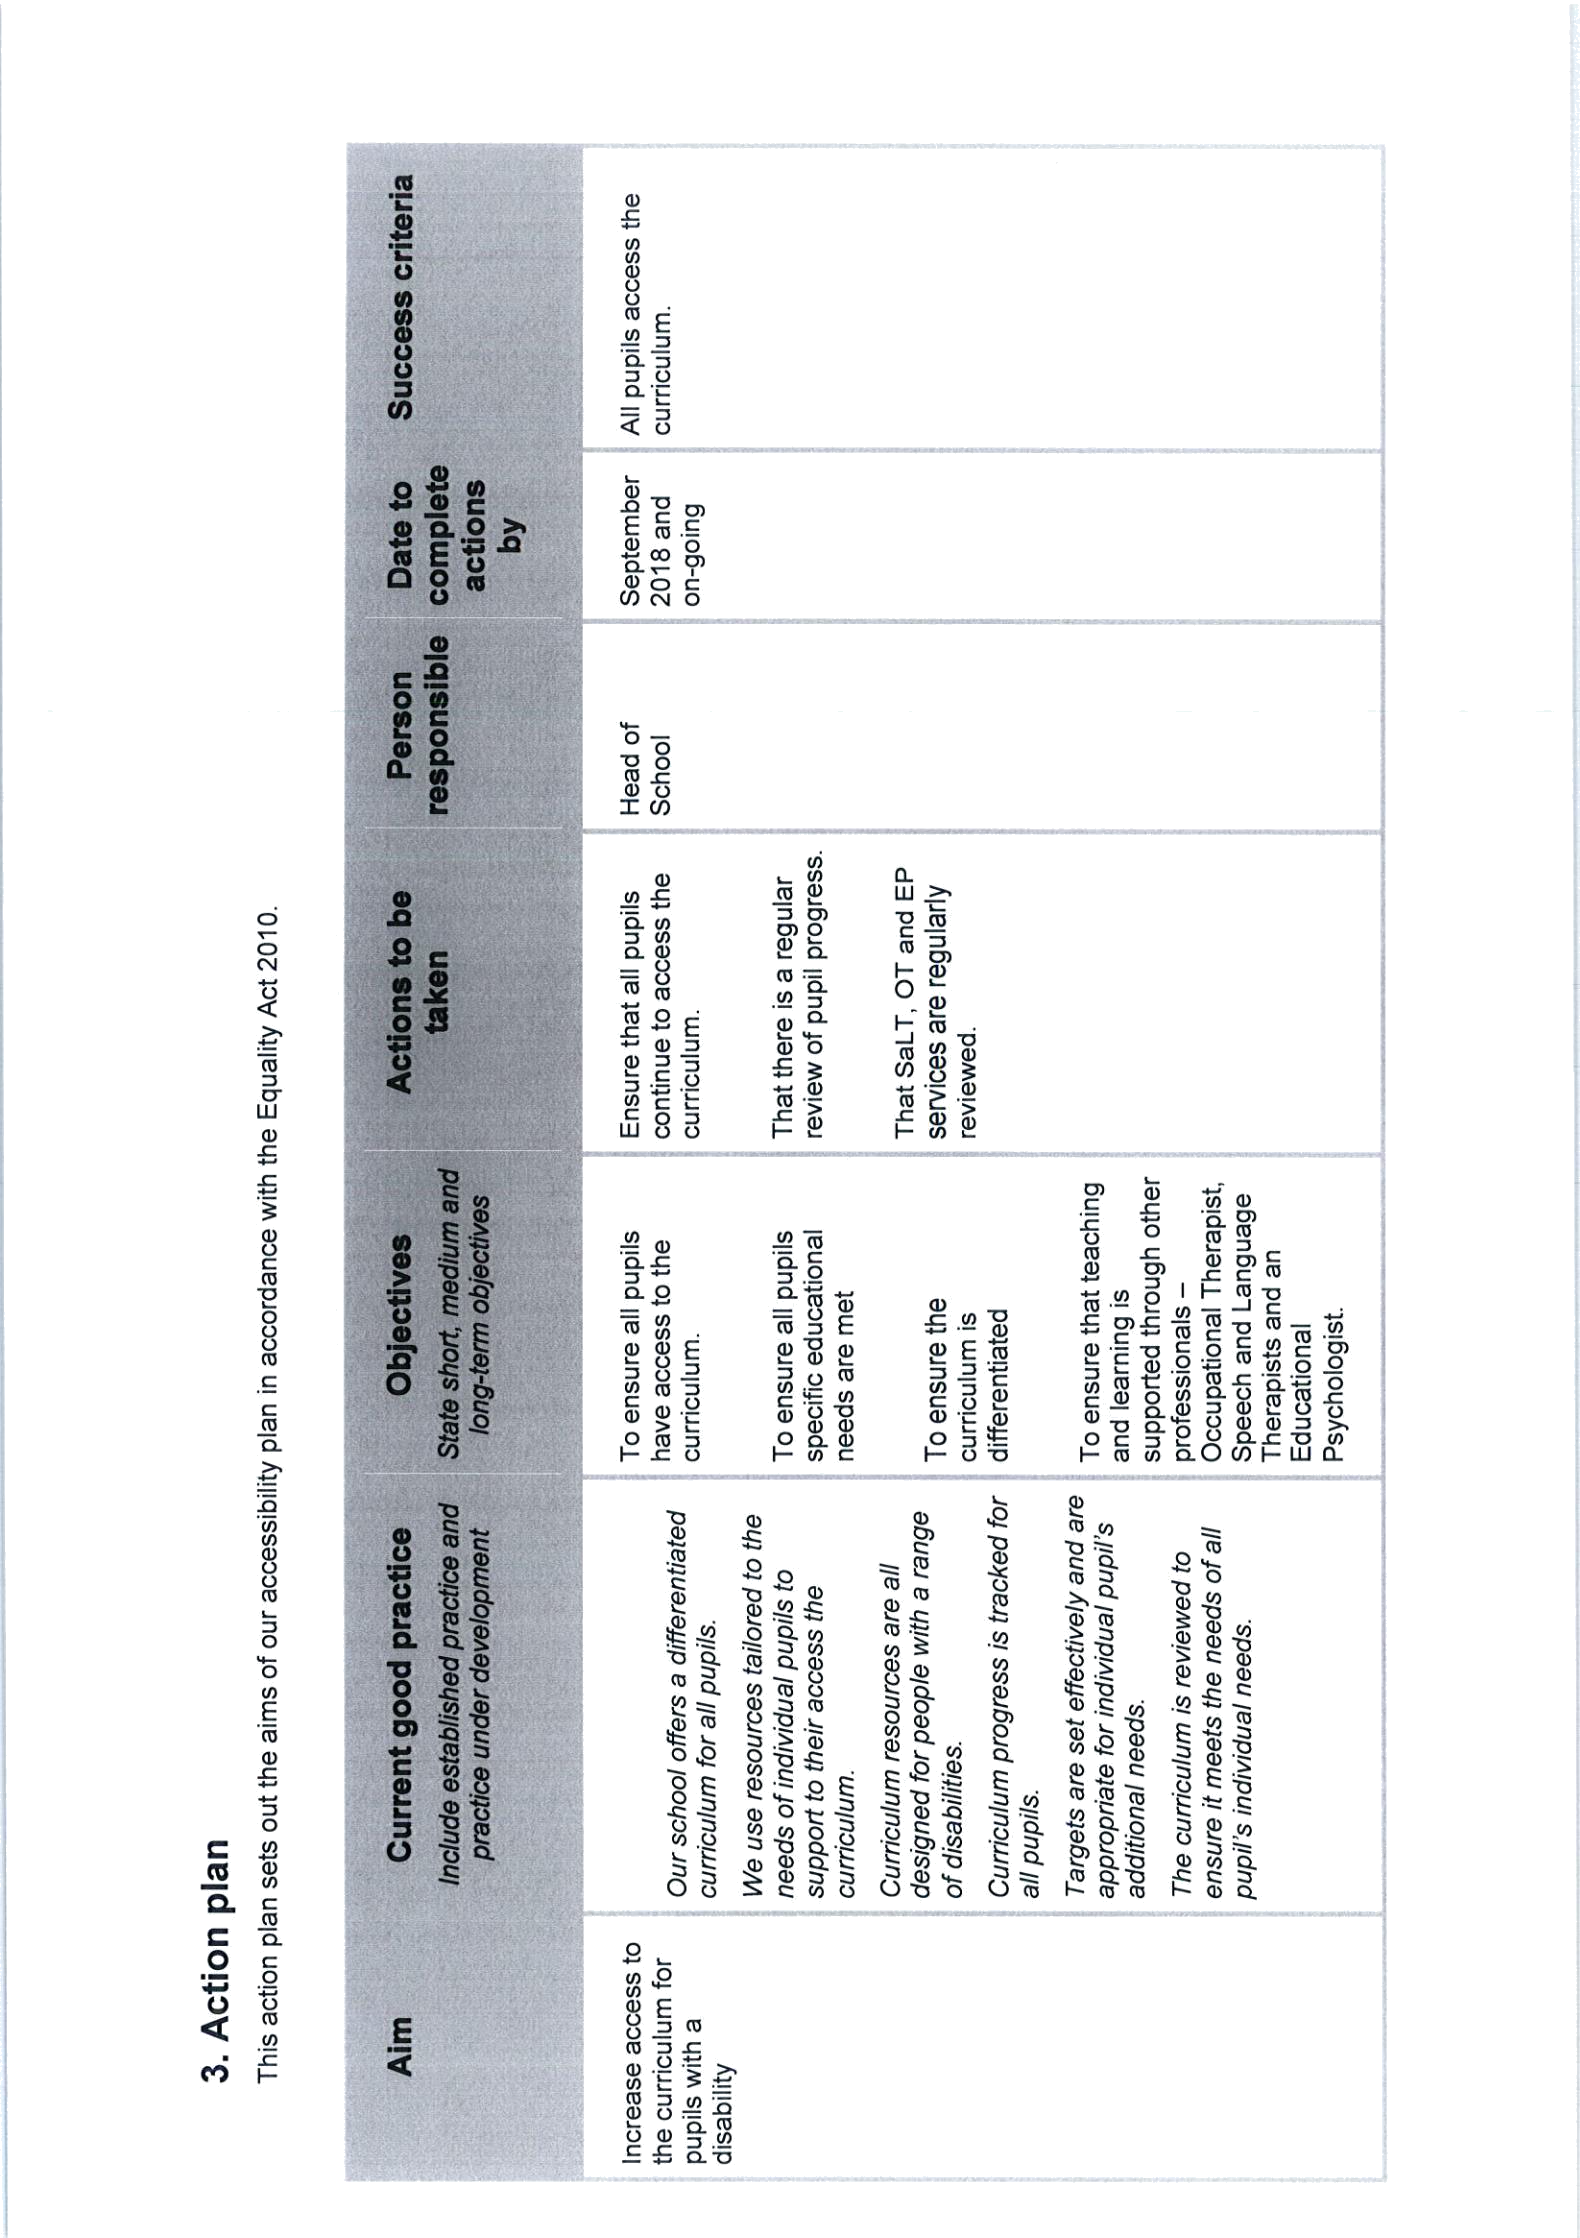 3. Action plan
This action plan sets out the aims of our accessibility plan in accordance with the Equality Act 2010.
Aim
Current good practice
Include established practice and
practice under development
Objectives
State short, medium and
long-term objectives
Actions to be
taken
Person
responsible
Date to
complete
actions
by
Success criteria
Increase access to
the curriculum for
pupils with a
disability
Our school offers a differentiated
curriculum for all pupils.
We use resources tailored to the
needs of individual pupils to
support to their access the
curriculum.
Curriculum resources are all
designed for people with a range
of disabilities.
Curriculum progress is tracked for
all pupils.
Targets are set effectively and are
appropriate for individual pupil's
additional needs.
The curriculum is reviewed to
ensure it meets the needs of all
pupil's individual needs.
To ensure all pupils
have access to the
curriculum.
To ensure all pupils
specific educational
needs are met
To ensure the
curriculum is
differentiated
To ensure that teaching
and learning is
supported through other
professionals –
Occupational Therapist,
Speech and Language
Therapists and an
Educational
Psychologist.
Ensure that all pupils
continue to access the
curriculum.
That there is a regular
review of pupil progress.
That SaLT, OT and EP
services are regularly
reviewed.
Head of
School
September
2018 and
on-going
All pupils access the
curriculum.